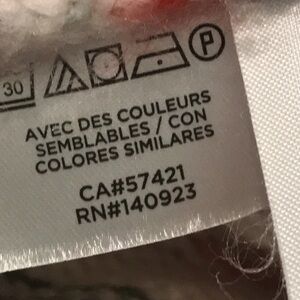 30 P
AVEC DES COULEURS
SEMBLABLES / CON
COLORES SIMILARES
CA#57421
RN#140923